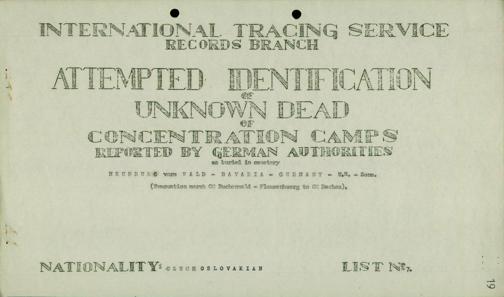 INTERNATIONAL TRACING SERVICE
RECORDS BRANCH
ATTEMPTED IDENTIFICATION
OF
UNKNOWN DEAD
OF
CONCENTRATION CAMPS
REPORTED BY GERMAN AUTHORITIES
as buried in cemetery
NEUNBURG vorm WALD - BAVARIA - GERMANY - U.S. - Zone.
(Evacuation march CC Buchenwald - Flossenbuerg to CC Dachau).
NATIONALITY: CZECHOSLOVAKIAN
LIST No 7.
19